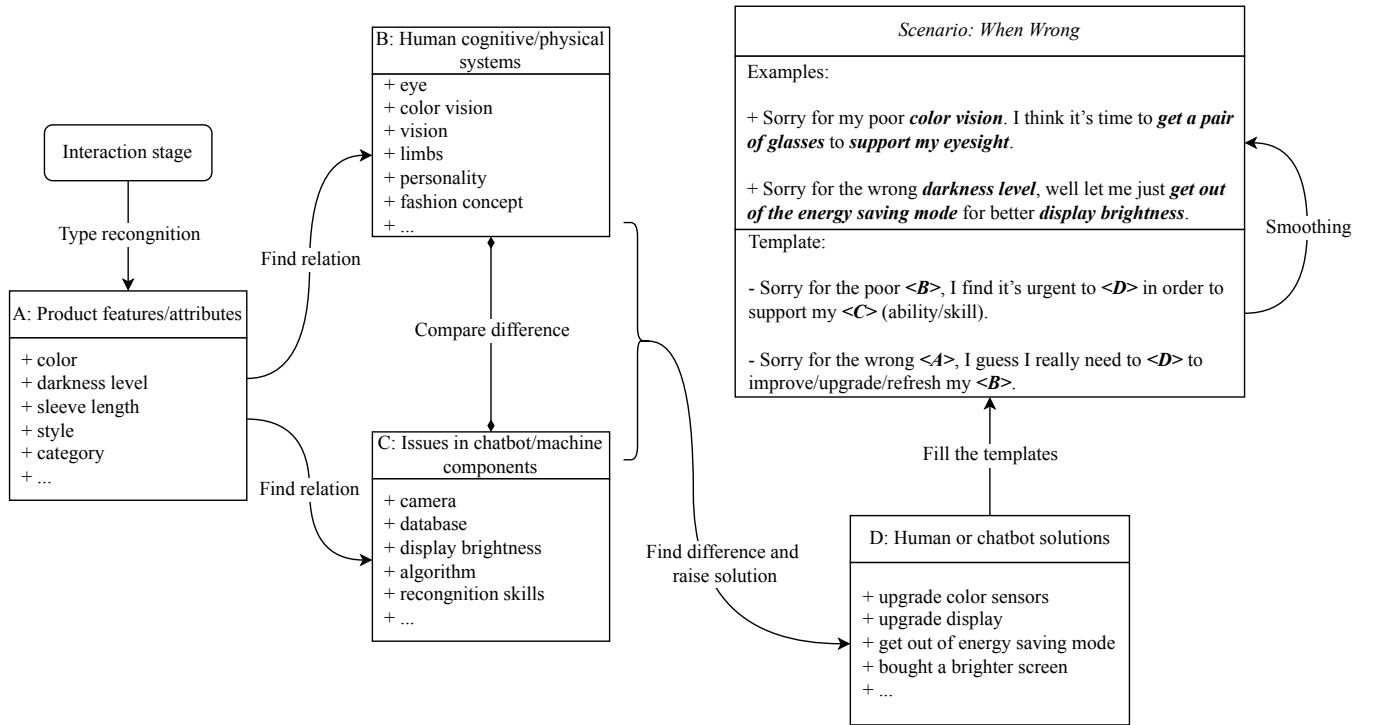 Interaction stage
Type recongnition
A: Product features/attributes
+ color
+ darkness level
+ sleeve length
+ style
+ category
+ ...
Find relation
Find relation
B: Human cognitive/physical
systems
+ eye
+ color vision
+ vision
+ limbs
+ personality
+ fashion concept
+ ...
Compare difference
C: Issues in chatbot/machine
components
+ camera
+ database
+ display brightness
+ algorithm
+ recongnition skills
+ ...
Find difference and
raise solution
D: Human or chatbot solutions
+ upgrade color sensors
+ upgrade display
+ get out of energy saving mode
+ bought a brighter screen
+ ...
Fill the templates
Scenario: When Wrong
Examples:
+ Sorry for my poor color vision. I think it's time to get a pair
of glasses to support my eyesight.
+ Sorry for the wrong darkness level, well let me just get out
of the energy saving mode for better display brightness.
Template:
- Sorry for the poor <B>, I find it's urgent to <D> in order to
support my <C> (ability/skill).
- Sorry for the wrong <A>, I guess I really need to <D> to
improve/upgrade/refresh my <B>.
Smoothing